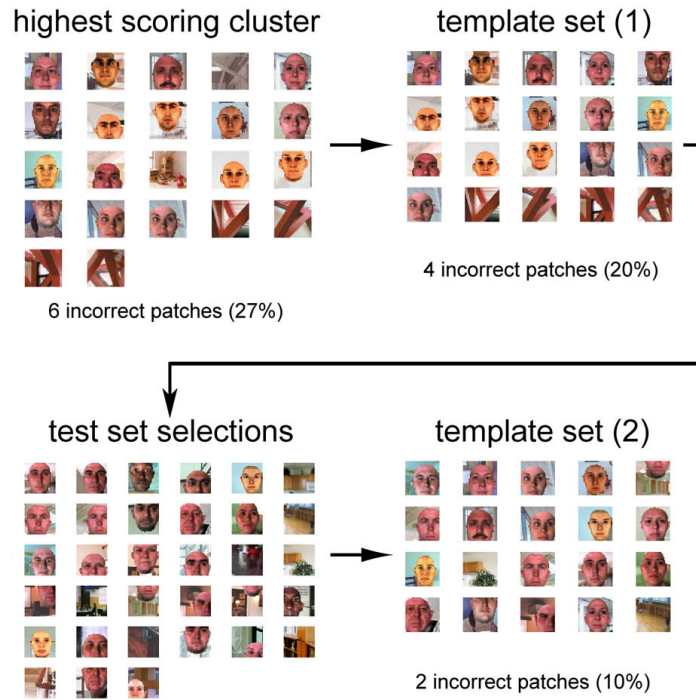 highest scoring cluster
template set (1)
6 incorrect patches (27%)
4 incorrect patches (20%)
test set selections
template set (2)
2 incorrect patches (10%)